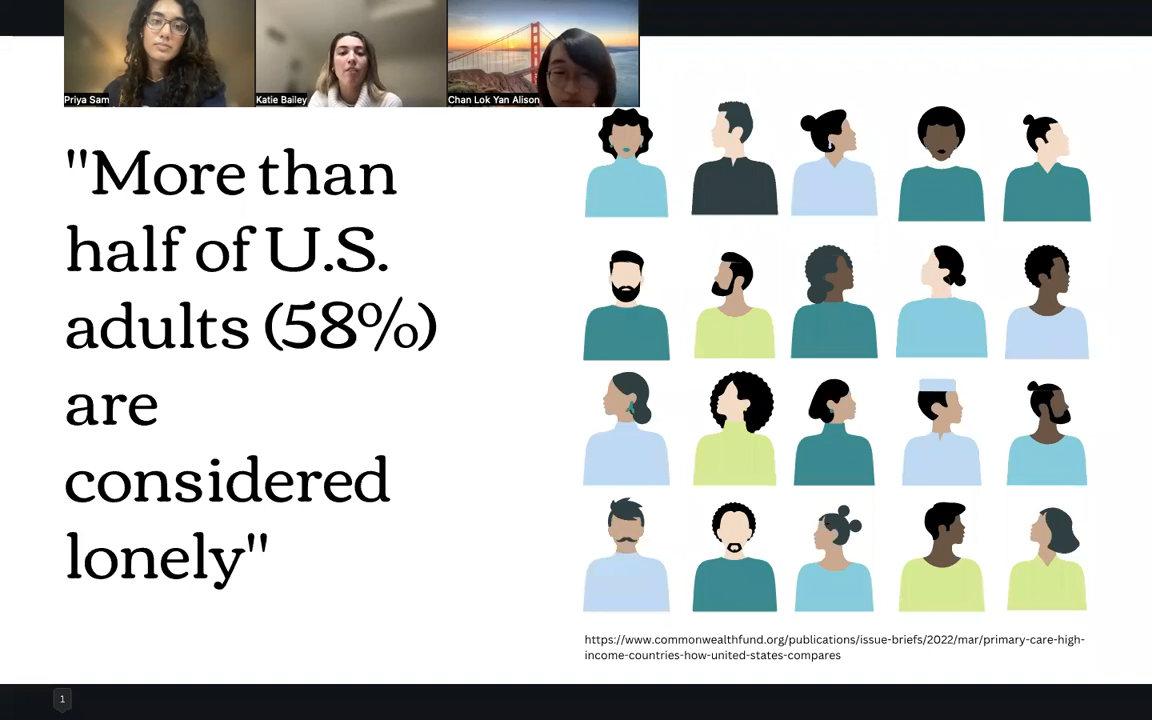 Priya Sam
Katie Bailey
Chan Lok Yan Alison
"More than
half of U.S.
adults (58%)
are
considered
lonely"
https://www.commonwealthfund.org/publications/issue-briefs/2022/mar/primary-care-high-
income-countries-how-united-states-compares
1